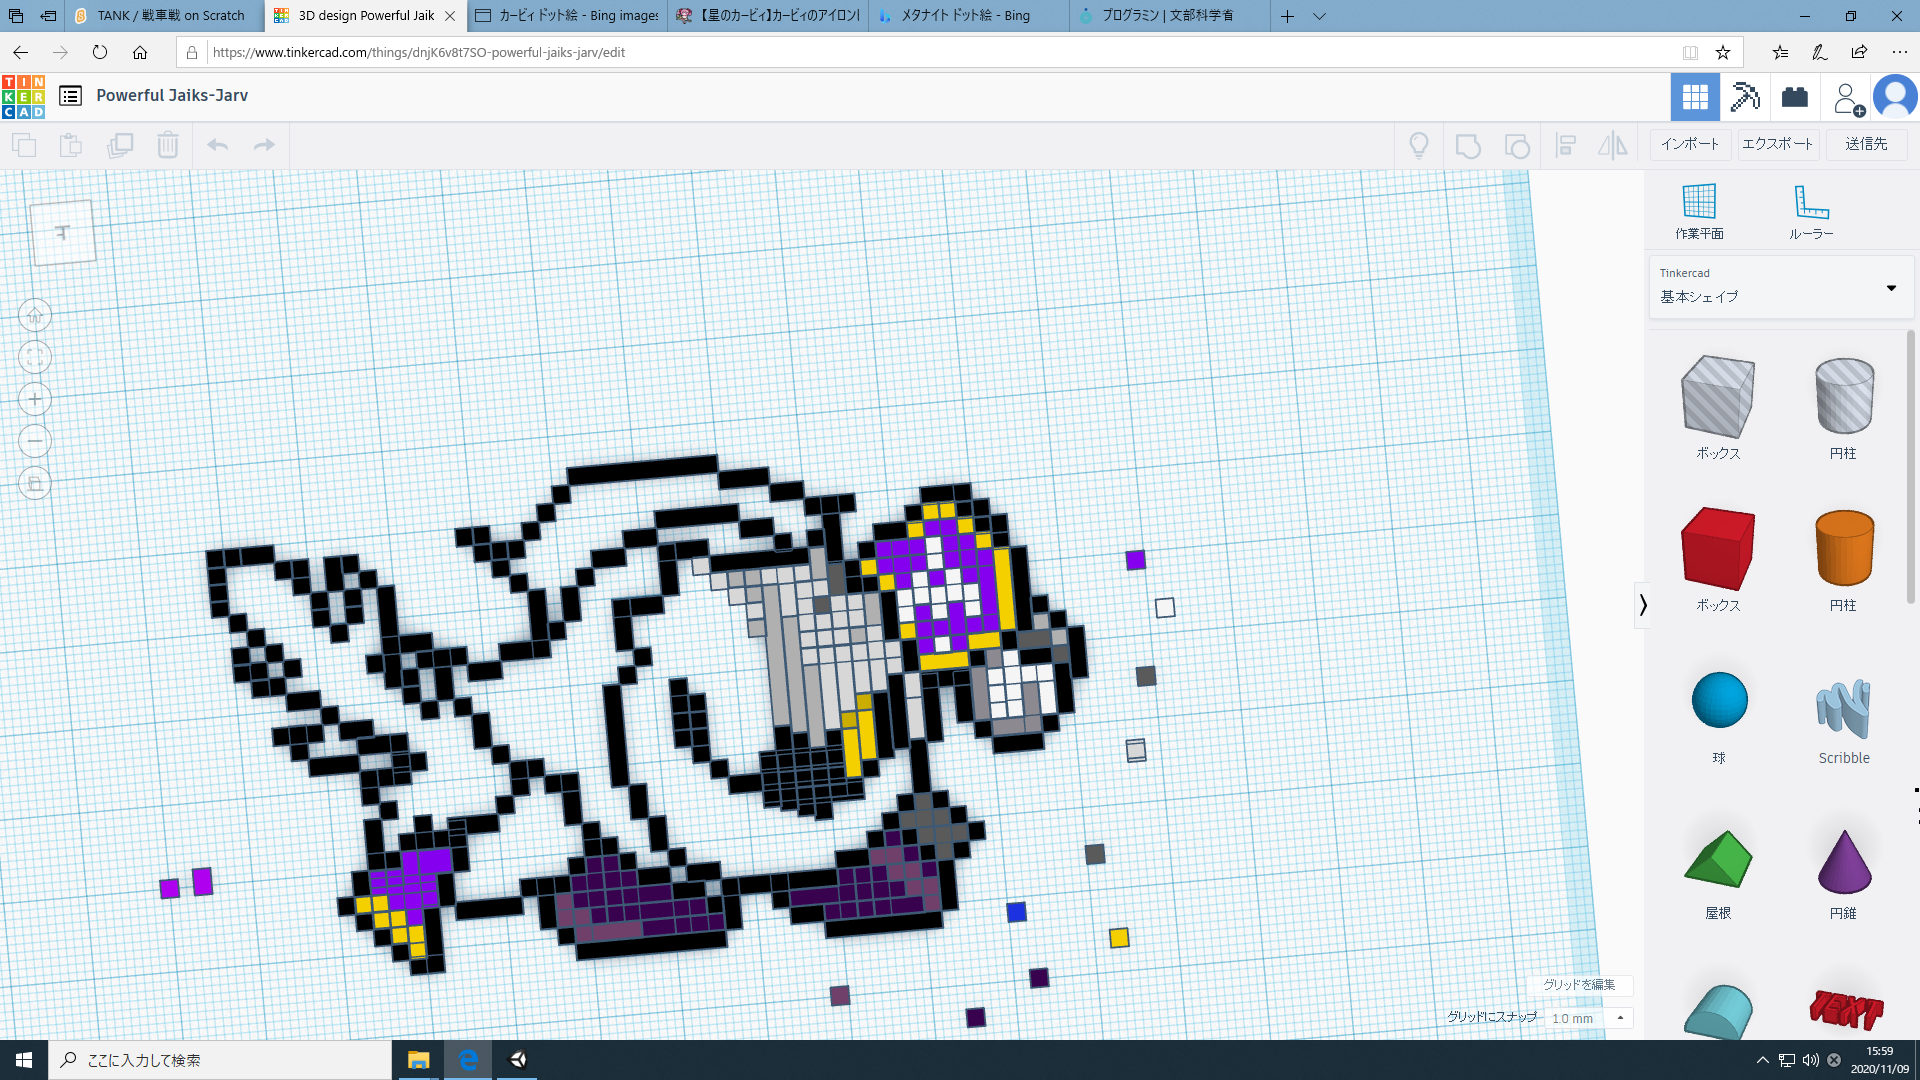 TANK / 戦車戦 on Scratch
3D design Powerful Jaik
カービィ ドット絵 - Bing images
【星のカービィ】カービィのアイロンl
メタナイト ドット絵 - Bing
プログラミン | 文部科学省
https://www.tinkercad.com/things/dnjK6v8t7SO-powerful-jaiks-jarv/edit
TIN
KER
CAD
Powerful Jaiks-Jarv
インポート
エクスポート
送信先
作業平面
ルーラー
Tinkercad
基本シェイプ
ボックス
円柱
ボックス
円柱
球
Scribble
屋根
円錐
TEXT
グリッドを編集
グリッドにスナップ
1.0 mm
ここに入力して検索
15:59
2020/11/09